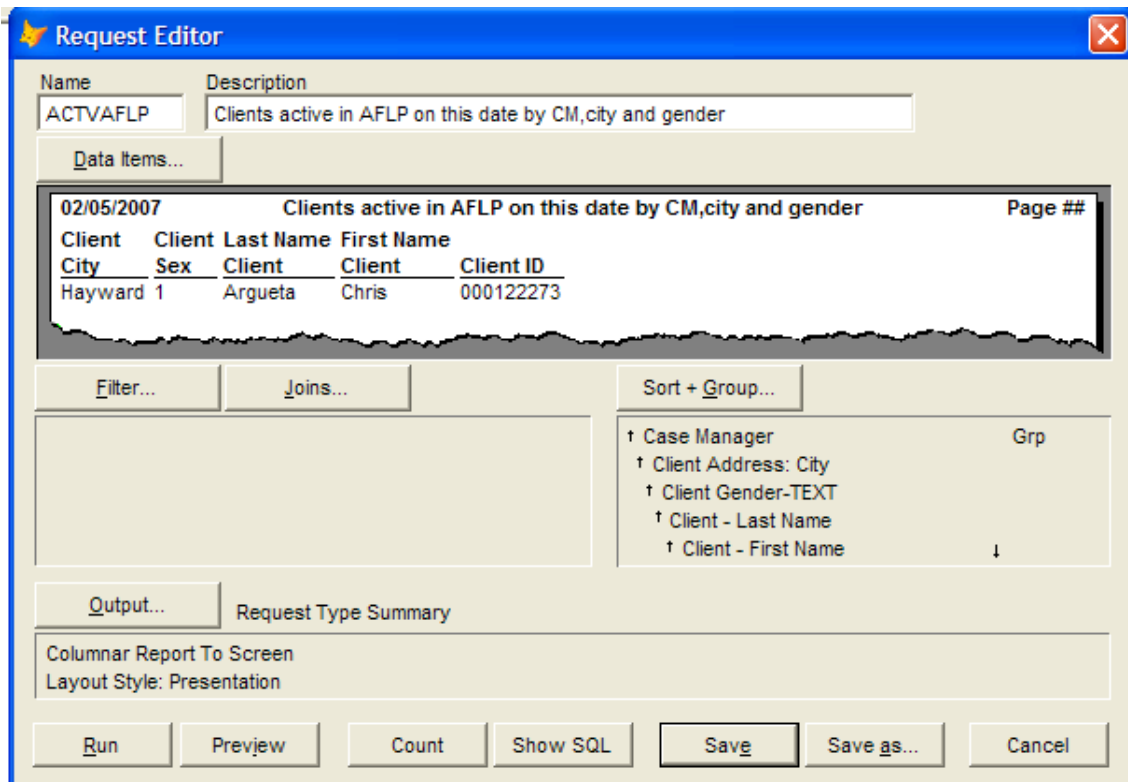 Request Editor
Name Description
ACTVAFLP Clients active in AFLP on this date by CM,city and gender
Data Items...
02/05/2007 Clients active in AFLP on this date by CM,city and gender Page ##
Client Client Last Name First Name
City Sex Client Client Client ID
Hayward 1 Argueta Chris 000122273
Filter... Joins... Sort + Group...
↑ Case Manager Grp
↑ Client Address: City
↑ Client Gender-TEXT
↑ Client - Last Name
↑ Client - First Name ↓
Output... Request Type Summary
Columnar Report To Screen
Layout Style: Presentation
Run Preview Count Show SQL Save Save as... Cancel